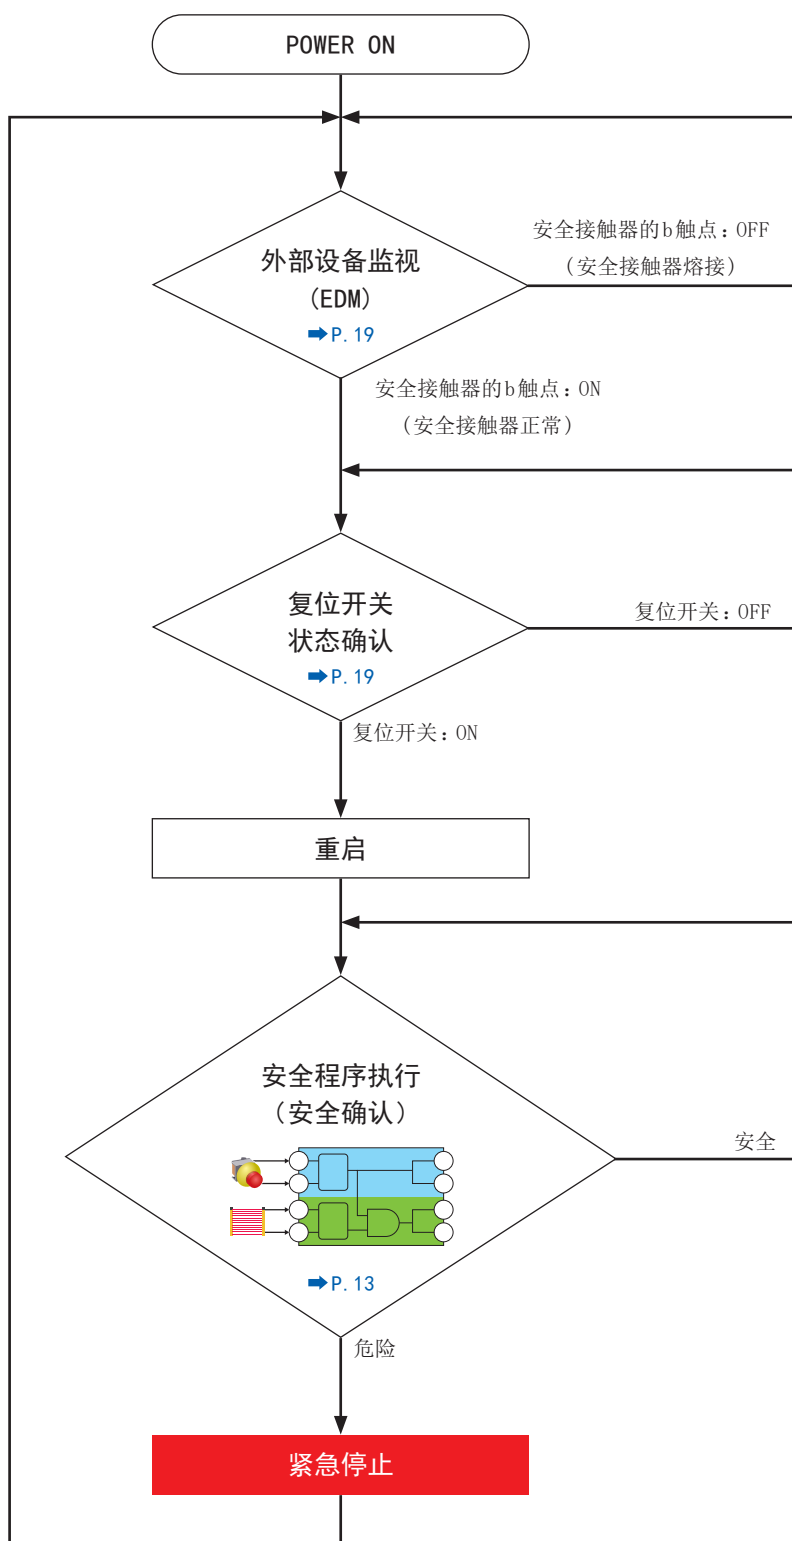 POWER ON
安全接触器的b触点：OFF
（安全接触器熔接）
外部设备监视
(EDM)
➡P. 19
安全接触器的b触点：ON
（安全接触器正常）
复位开关
状态确认
➡P. 19
复位开关：OFF
复位开关：ON
重启
安全程序执行
（安全确认）
➡P. 13
安全
危险
紧急停止